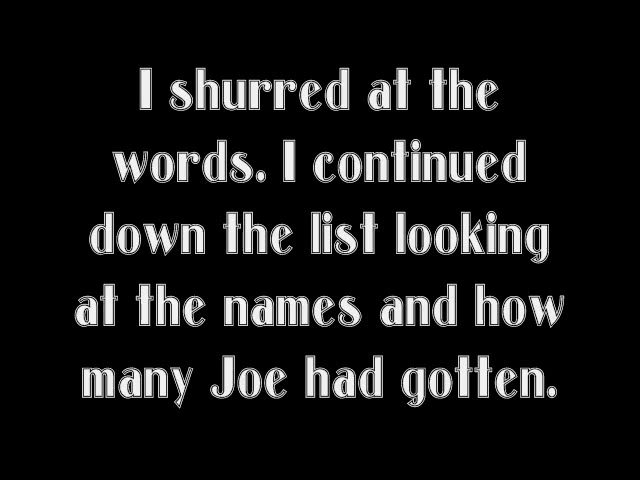 I shurred at the
words. I continued
down the list looking
at the names and how
many Joe had gotten.